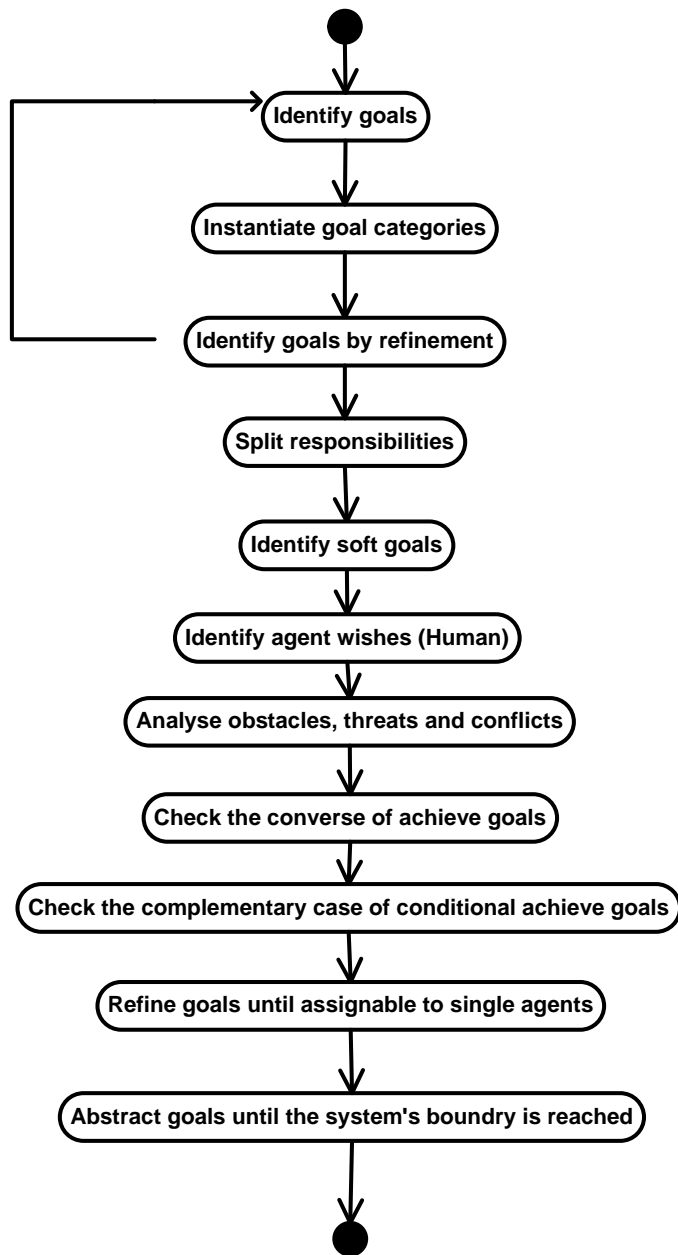 Identify goals
Instantiate goal categories
Identify goals by refinement
Split responsibilities
Identify soft goals
Identify agent wishes (Human)
Analyse obstacles, threats and conflicts
Check the converse of achieve goals
Check the complementary case of conditional achieve goals
Refine goals until assignable to single agents
Abstract goals until the system's boundry is reached